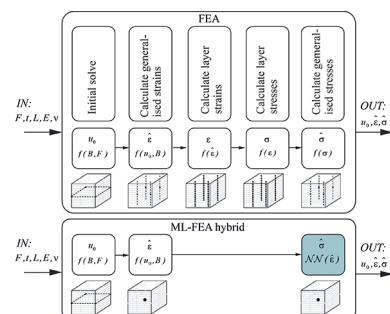 FEA
Initial solve
Calculate general-
ised strains
Calculate layer
strains
Calculate layer
stresses
Calculate general-
ised stresses
IN:
F,t,L,E,ν
OUT:
u₀,ε̂,σ̂
u₀
f(B,F)
ε̂
f(u₀,B)
ε
f(ε̂)
σ
f(ε)
σ̂
f(σ)
ML-FEA hybrid
IN:
F,t,L,E,ν
OUT:
u₀,ε̂,σ̂
u₀
f(B,F)
ε̂
f(u₀,B)
σ̂
𝒩𝒩(ε̂)